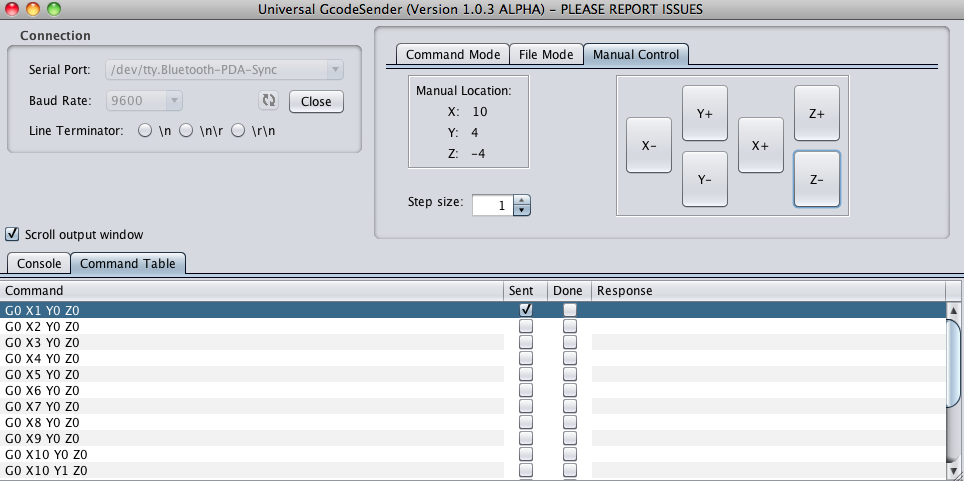 Universal GcodeSender (Version 1.0.3 ALPHA) - PLEASE REPORT ISSUES
Connection
Serial Port: /dev/tty.Bluetooth-PDA-Sync
Baud Rate: 9600 Close
Line Terminator: \n \n\r \r\n
Command Mode File Mode Manual Control
Manual Location:
X: 10
Y: 4
Z: -4
Step size: 1
X- Y+ Y- X+ Z+ Z-
Scroll output window
Console Command Table
Command Sent Done Response
G0 X1 Y0 Z0
G0 X2 Y0 Z0
G0 X3 Y0 Z0
G0 X4 Y0 Z0
G0 X5 Y0 Z0
G0 X6 Y0 Z0
G0 X7 Y0 Z0
G0 X8 Y0 Z0
G0 X9 Y0 Z0
G0 X10 Y0 Z0
G0 X10 Y1 Z0